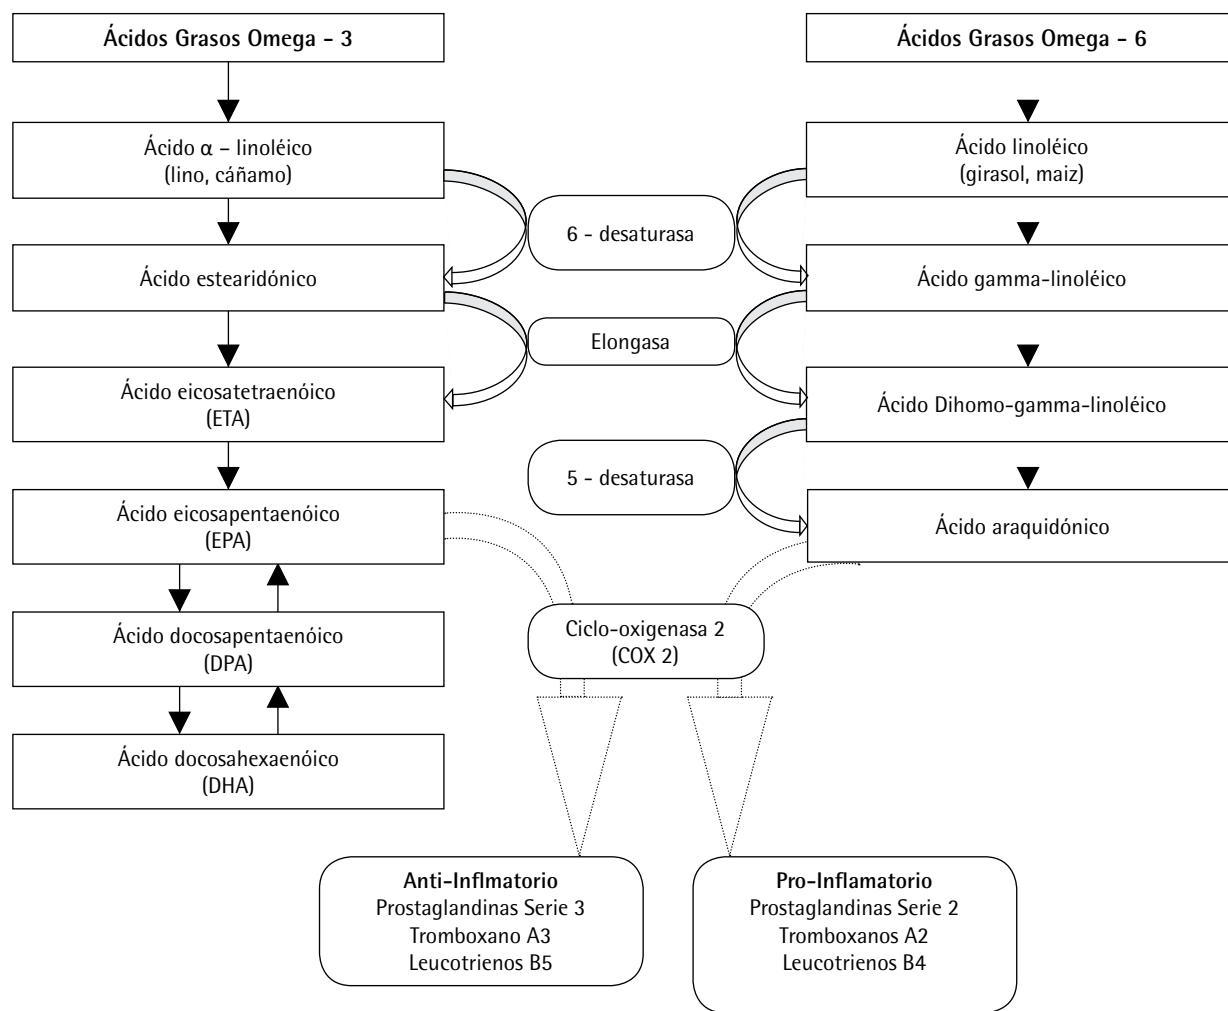 Ácidos Grasos Omega - 3
Ácido α – linoléico
(lino, cáñamo)
Ácido estearidónico
Ácido eicosatetraenóico
(ETA)
Ácido eicosapentaenóico
(EPA)
Ácido docosapentaenóico
(DPA)
Ácido docosahexaenóico
(DHA)
6 - desaturasa
Elongasa
5 - desaturasa
Ciclo-oxigenasa 2
(COX 2)
Ácidos Grasos Omega - 6
Ácido linoléico
(girasol, maiz)
Ácido gamma-linoléico
Ácido Dihomo-gamma-linoléico
Ácido araquidónico
Anti-Inflmatorio
Prostaglandinas Serie 3
Tromboxano A3
Leucotrienos B5
Pro-Inflamatorio
Prostaglandinas Serie 2
Tromboxanos A2
Leucotrienos B4